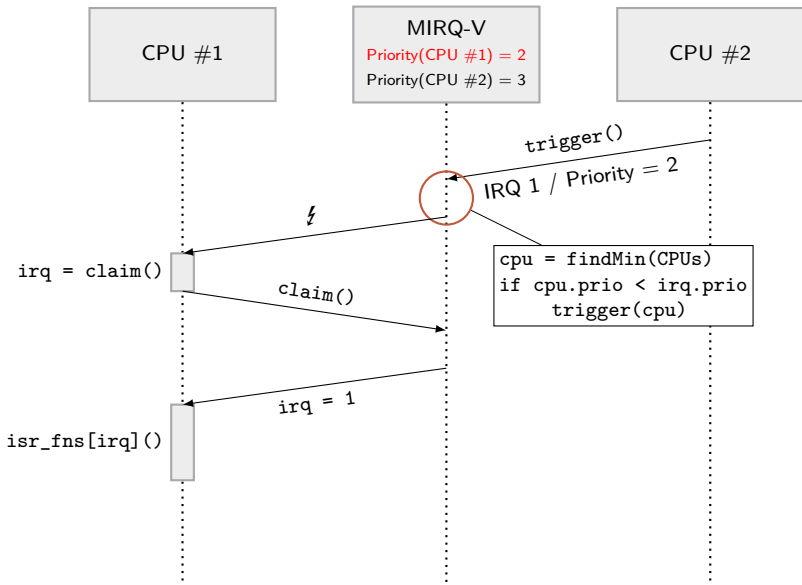 CPU #1
MIRQ-V
Priority(CPU #1) = 2
Priority(CPU #2) = 3
CPU #2
trigger()
IRQ 1 / Priority = 2
cpu = findMin(CPUs)
if cpu.prio < irq.prio
trigger(cpu)
irq = claim()
claim()
irq = 1
isr_fns[irq]()